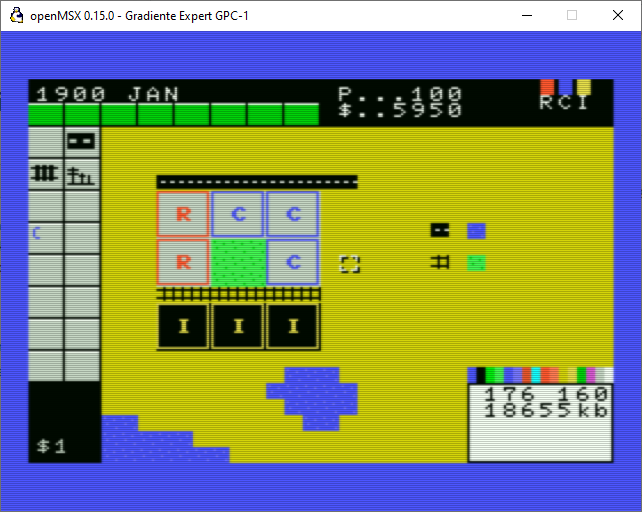 openMSX 0.15.0 - Gradiente Expert GPC-1
1900 JAN
P...100
$..5950
RCI
R C C
C
R C
I I I
176 160
18655kb
$1